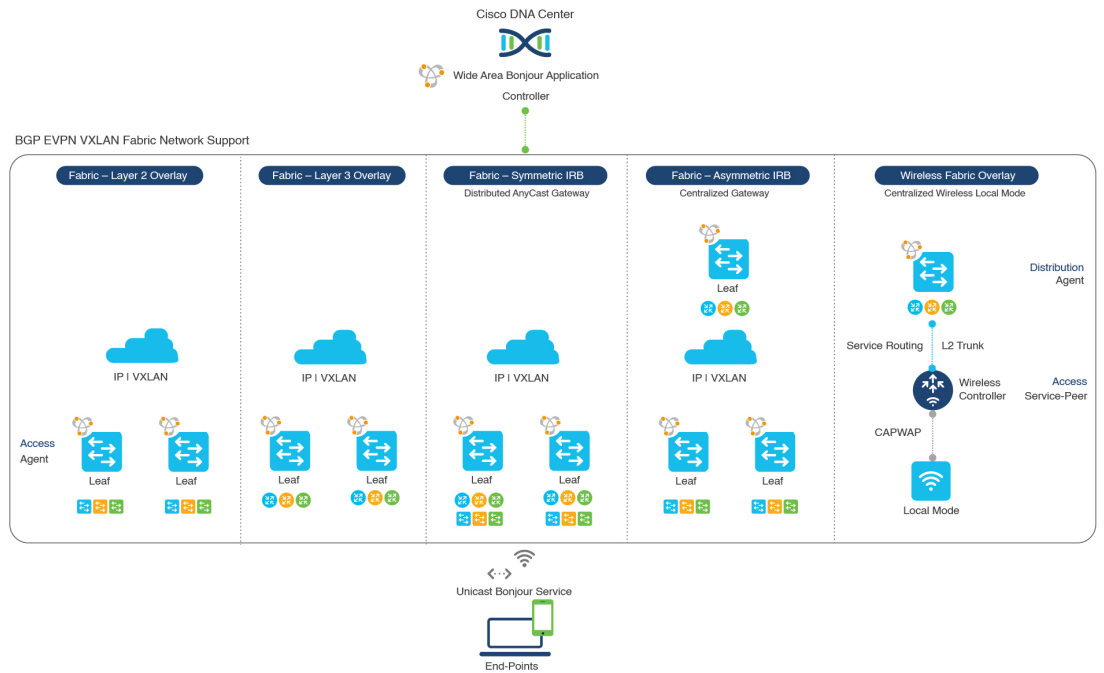 Cisco DNA Center
Wide Area Bonjour Application
Controller
BGP EVPN VXLAN Fabric Network Support
Fabric – Layer 2 Overlay
Fabric – Layer 3 Overlay
Fabric – Symmetric IRB
Distributed AnyCast Gateway
Fabric – Asymmetric IRB
Centralized Gateway
Wireless Fabric Overlay
Centralized Wireless Local Mode
Leaf
Distribution
Agent
Service Routing
L2 Trunk
IP | VXLAN
IP | VXLAN
IP | VXLAN
IP | VXLAN
Wireless
Controller
Access
Service-Peer
CAPWAP
Access
Agent
Leaf
Leaf
Leaf
Leaf
Leaf
Leaf
Leaf
Leaf
Local Mode
Unicast Bonjour Service
End-Points